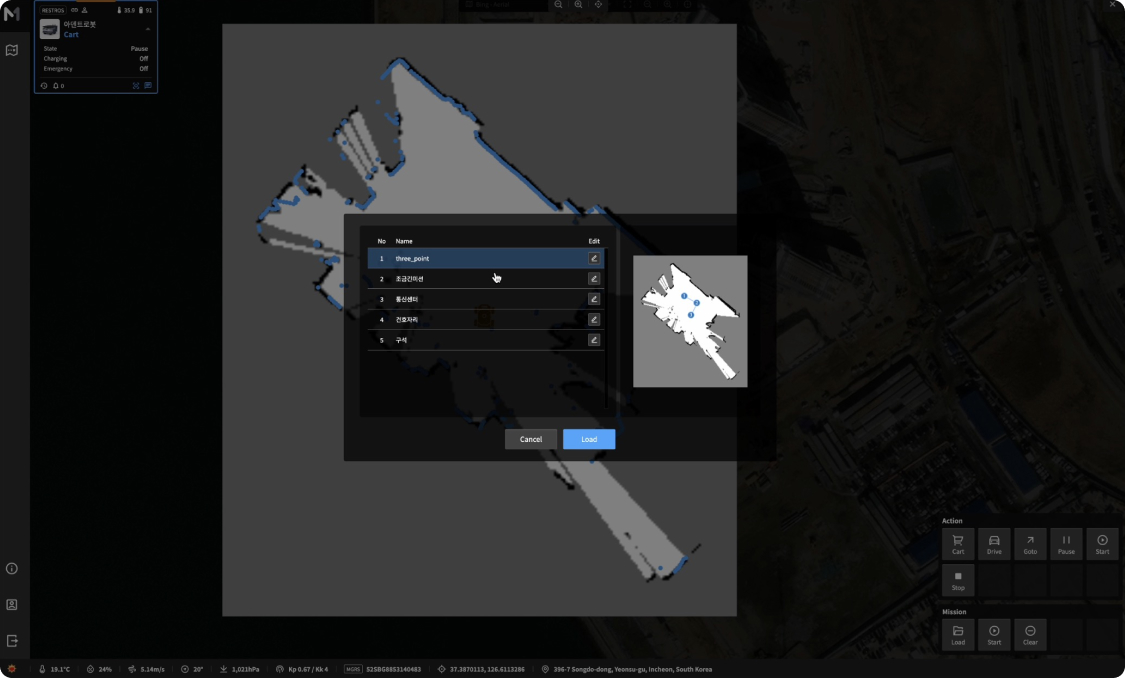 NESTROS 35.9 91
아덴트로봇
Cart
State Pause
Charging Off
Emergency Off
0
No Name Edit
1 three_point
2 조금긴미션
3 통신센터
4 건호자리
5 구석
1 2 3
Cancel Load
Action
Cart Drive Goto Pause Start
Stop
Mission
Load Start Clear
19.1°C 24% 5.14m/s 20° 1,021hPa Kp 0.67 / Kk 4 MGRS 52SBG8853140483 37.3870113, 126.6113286 396-7 Songdo-dong, Yeonsu-gu, Incheon, South Korea